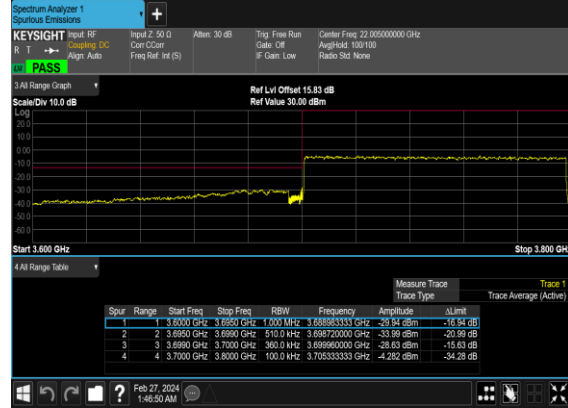 Spectrum Analyzer 1
Spurious Emissions
KEYSIGHT Input: RF Input Z: 50 Ω Atten: 30 dB Trig: Free Run Center Freq: 22.005000000 GHz
R T Coupling: DC Corr CCorr Gate: Off Avg|Hold: 100/100
Align: Auto Freq Ref: Int (S) IF Gain: Low Radio Std: None
PASS
3 All Range Graph
Ref Lvl Offset 15.83 dB
Scale/Div 10.0 dB Ref Value 30.00 dBm
Log
20.0
10.0
0.00
-10.0
-20.0
-30.0
-40.0
-50.0
-60.0
Start 3.600 GHz Stop 3.800 GH
4 All Range Table
Measure Trace Trace 1
Trace Type Trace Average (Active)
Spur Range Start Freq Stop Freq RBW Frequency Amplitude ΔLimit
1 1 3.6000 GHz 3.6950 GHz 1.000 MHz 3.688983333 GHz -29.94 dBm -16.94 dB
2 2 3.6950 GHz 3.6990 GHz 510.0 kHz 3.698720000 GHz -33.99 dBm -20.99 dB
3 3 3.6990 GHz 3.7000 GHz 360.0 kHz 3.699960000 GHz -28.63 dBm -15.63 dB
4 4 3.7000 GHz 3.8000 GHz 100.0 kHz 3.705333333 GHz -4.282 dBm -34.28 dB
Feb 27, 2024
1:46:50 AM